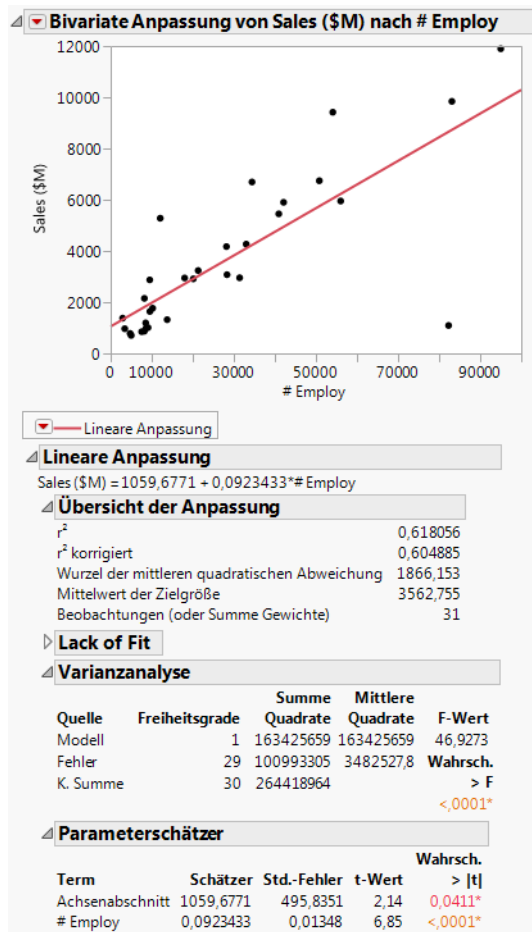 Bivariate Anpassung von Sales ($M) nach # Employ
12000
10000
8000
6000
4000
2000
0
Sales ($M)
0 10000 30000 50000 70000 90000
# Employ
Lineare Anpassung
Lineare Anpassung
Sales ($M) = 1059,6771 + 0,0923433*# Employ
Übersicht der Anpassung
r² 0,618056
r² korrigiert 0,604885
Wurzel der mittleren quadratischen Abweichung 1866,153
Mittelwert der Zielgröße 3562,755
Beobachtungen (oder Summe Gewichte) 31
Lack of Fit
Varianzanalyse
Summe Mittlere
Quelle Freiheitsgrade Quadrate Quadrate F-Wert
Modell 1 163425659 163425659 46,9273
Fehler 29 100993305 3482527,8 Wahrsch.
K. Summe 30 264418964 > F
<,0001*
Parameterschätzer
Wahrsch.
Term Schätzer Std.-Fehler t-Wert > |t|
Achsenabschnitt 1059,6771 495,8351 2,14 0,0411*
# Employ 0,0923433 0,01348 6,85 <,0001*